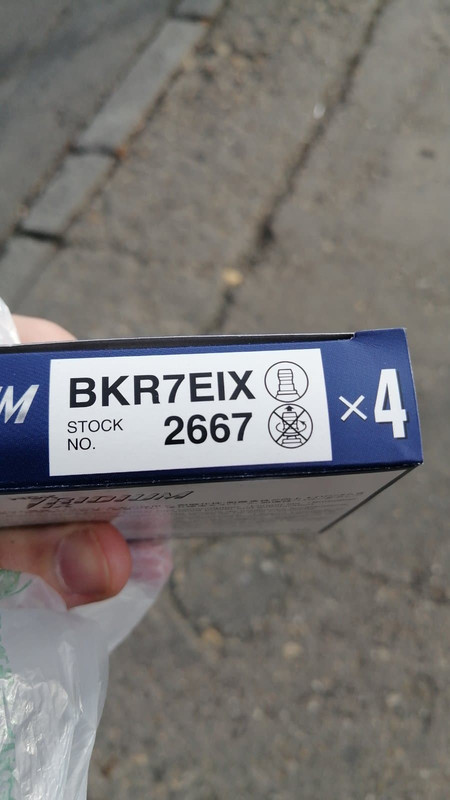 BKR7EIX
STOCK
NO.
2667
×4